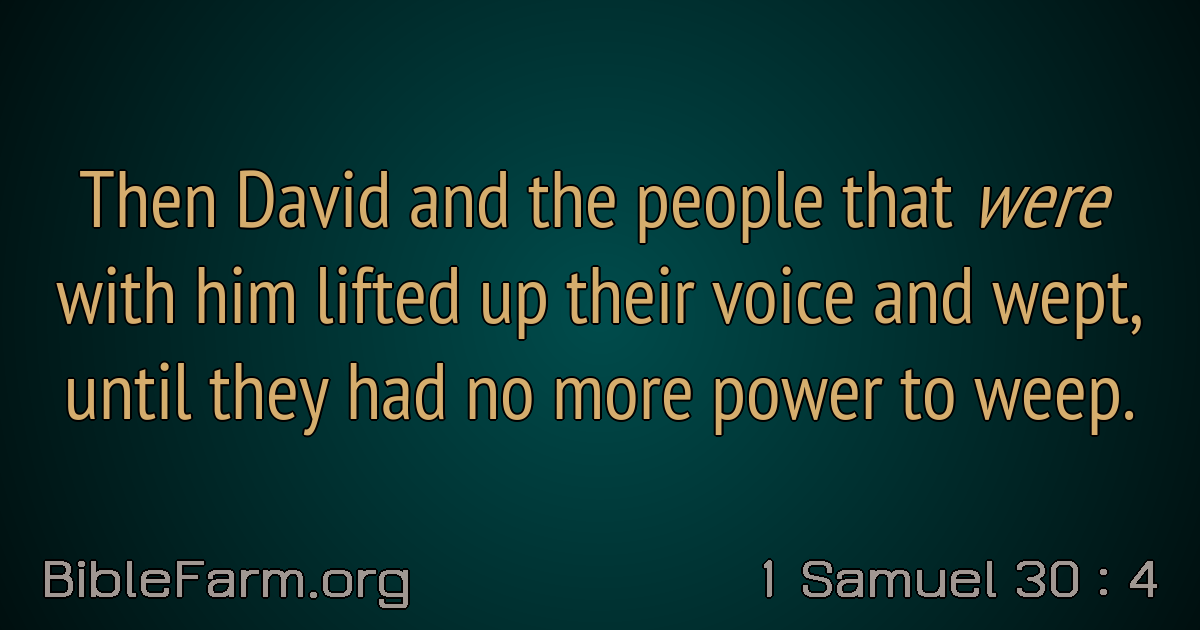 Then David and the people that were
with him lifted up their voice and wept,
until they had no more power to weep.
BibleFarm.org
1 Samuel 30 : 4